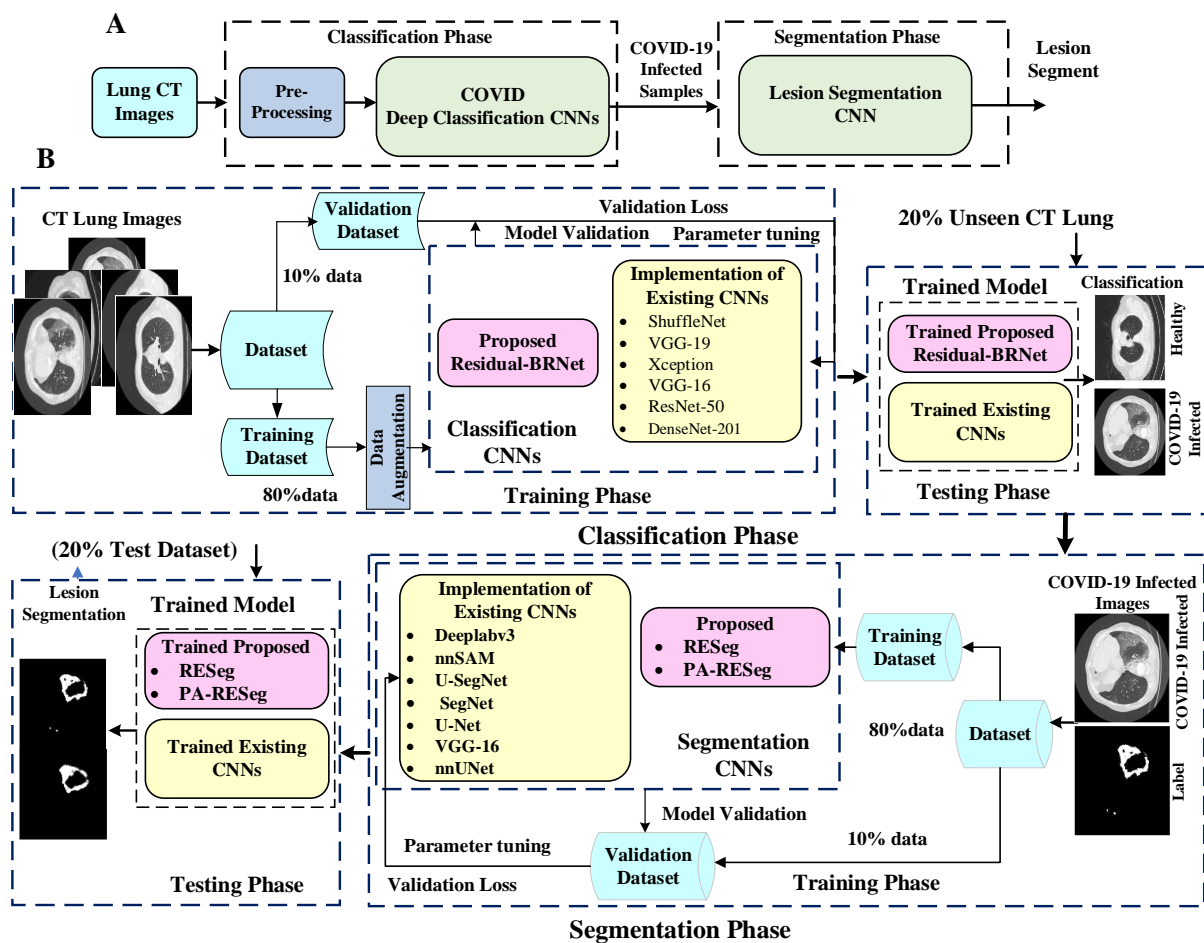 A
Classification Phase
Lung CT
Images
Pre-
Processing
COVID
Deep Classification CNNs
COVID-19
Infected
Samples
Segmentation Phase
Lesion Segmentation
CNN
Lesion
Segment
B
CT Lung Images
Validation
Dataset
10% data
Dataset
Training
Dataset
80%data
Data
Augmentation
Validation Loss
Model Validation
Parameter tuning
Proposed
Residual-BRNet
Implementation of
Existing CNNs
• ShuffleNet
• VGG-19
• Xception
• VGG-16
• ResNet-50
• DenseNet-201
Classification
CNNs
Training Phase
20% Unseen CT Lung
Trained Model
Trained Proposed
Residual-BRNet
Trained Existing
CNNs
Classification
Healthy
COVID-19
Infected
Testing Phase
Classification Phase
(20% Test Dataset)
Lesion
Segmentation
Trained Model
Trained Proposed
• RESeg
• PA-RESeg
Trained Existing
CNNs
Testing Phase
Implementation of
Existing CNNs
• Deeplabv3
• nnSAM
• U-SegNet
• SegNet
• U-Net
• VGG-16
• nnUNet
Proposed
• RESeg
• PA-RESeg
Segmentation
CNNs
Training
Dataset
80%data
Dataset
COVID-19 Infected
Images
COVID-19 Infected
Label
Model Validation
10% data
Parameter tuning
Validation Loss
Validation
Dataset
Training Phase
Segmentation Phase